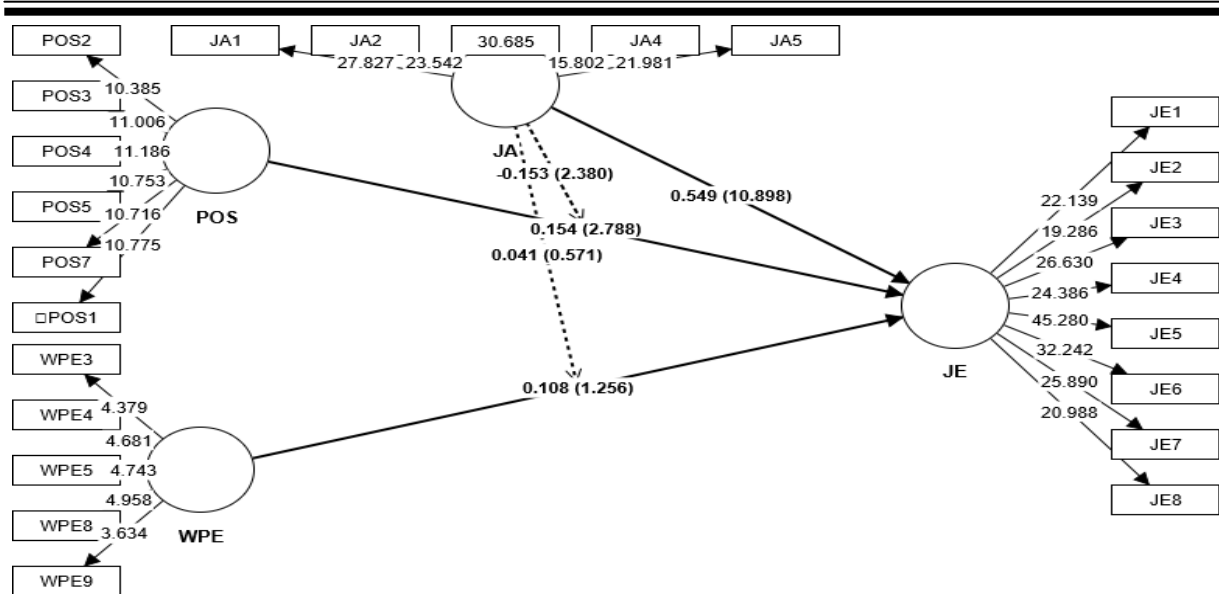 POS2
JA1
JA2
30.685
JA4
JA5
27.827
23.542
15.802
21.981
POS3
POS4
POS5
POS7
□POS1
10.385
11.006
11.186
10.753
10.716
10.775
POS
JA
-0.153 (2.380)
0.549 (10.898)
0.154 (2.788)
0.041 (0.571)
0.108 (1.256)
WPE3
WPE4
WPE5
WPE8
WPE9
4.379
4.681
4.743
4.958
3.634
WPE
JE
22.139
19.286
26.630
24.386
45.280
32.242
25.890
20.988
JE1
JE2
JE3
JE4
JE5
JE6
JE7
JE8